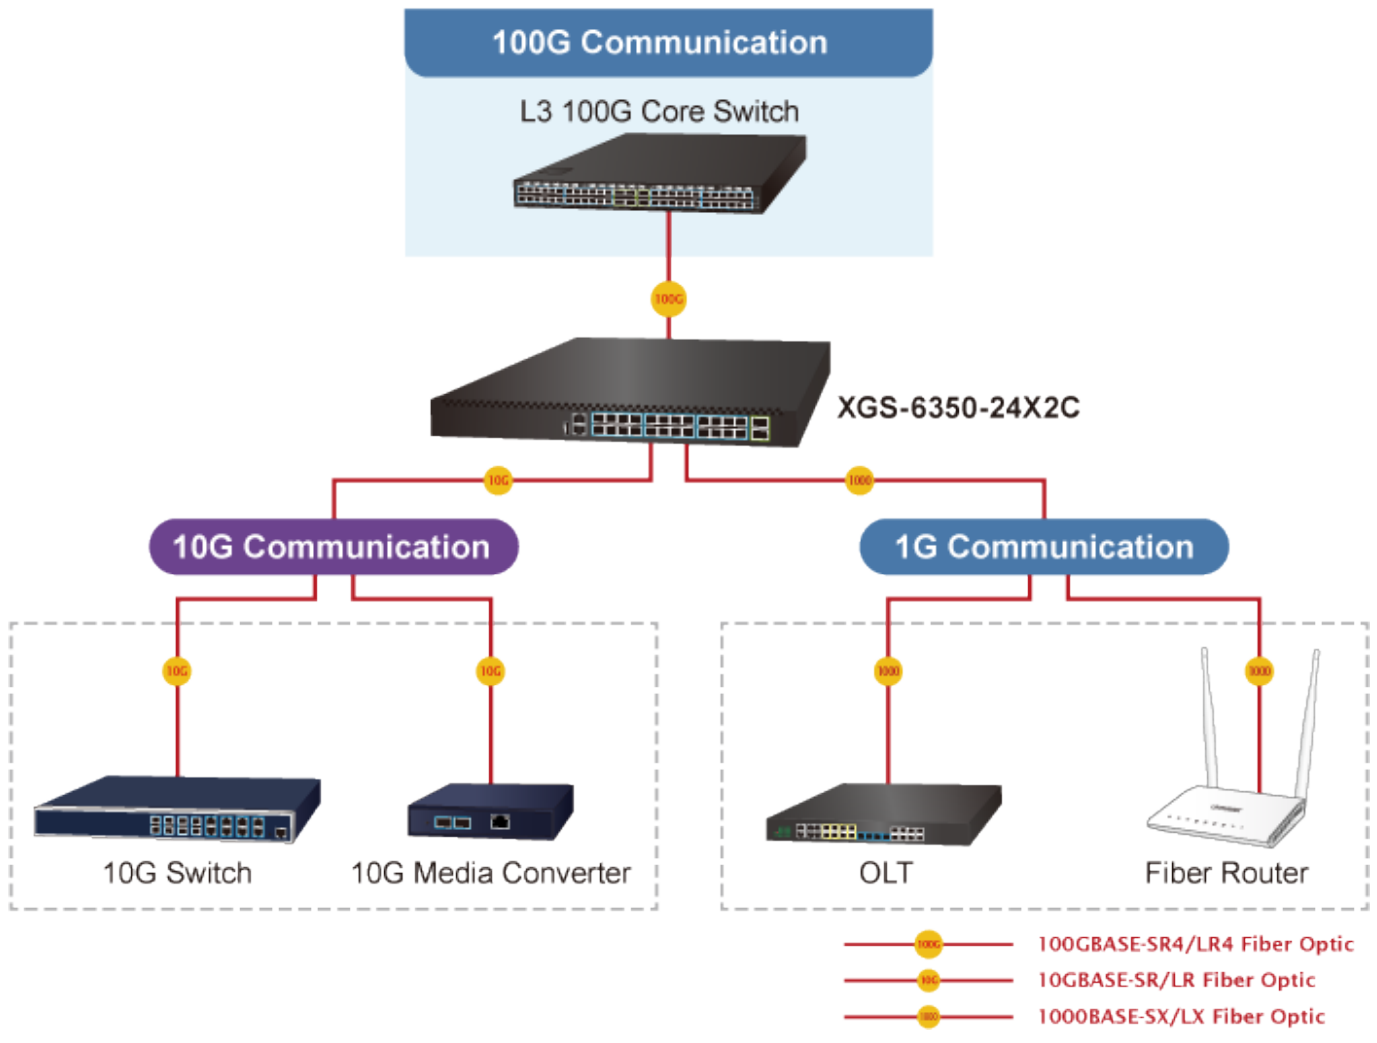 100G Communication
L3 100G Core Switch
100G
XGS-6350-24X2C
10G
1000
10G Communication
1G Communication
10G
10G
1000
1000
10G Switch
10G Media Converter
OLT
Fiber Router
100G
100GBASE-SR4/LR4 Fiber Optic
10G
10GBASE-SR/LR Fiber Optic
1000
1000BASE-SX/LX Fiber Optic